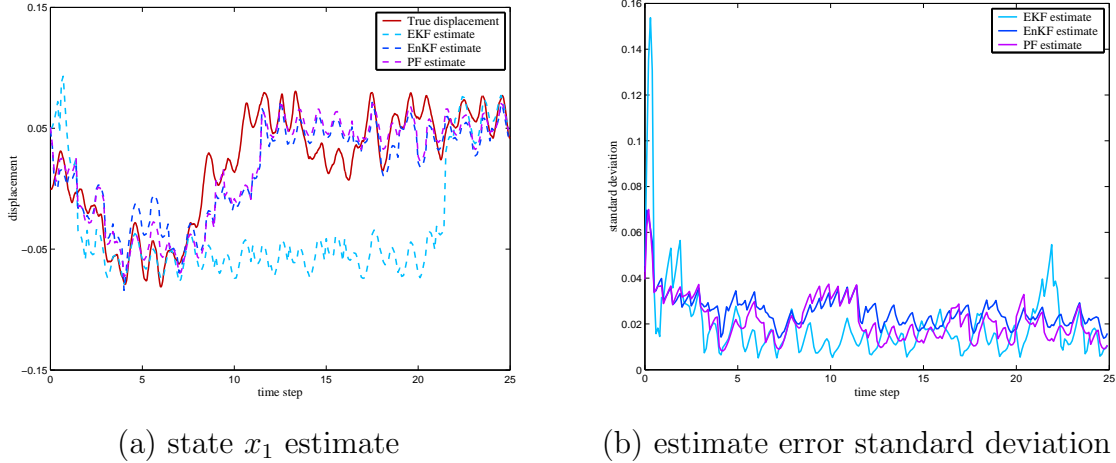 0.15
0.05
−0.05
−0.15
0
5
10
15
20
25
displacement
time step
True displacement
EKF estimate
EnKF estimate
PF estimate
(a) state x₁ estimate
0.16
0.14
0.12
0.1
0.08
0.06
0.04
0.02
0
0
5
10
15
20
25
standard deviation
time step
EKF estimate
EnKF estimate
PF estimate
(b) estimate error standard deviation